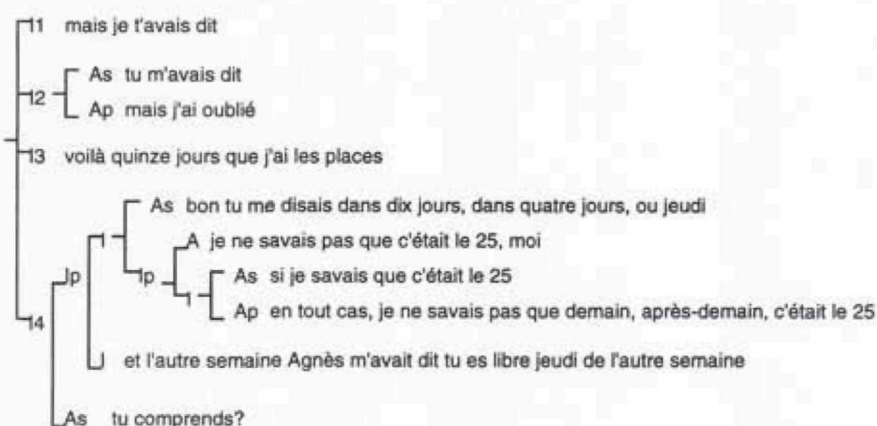 I1 mais je t'avais dit
As tu m'avais dit
I2
Ap mais j'ai oublié
I3 voilà quinze jours que j'ai les places
As bon tu me disais dans dix jours, dans quatre jours, ou jeudi
I A je ne savais pas que c'était le 25, moi
Ip Ip As si je savais que c'était le 25
I
Ap en tout cas, je ne savais pas que demain, après-demain, c'était le 25
I4
I et l'autre semaine Agnès m'avait dit tu es libre jeudi de l'autre semaine
As tu comprends?